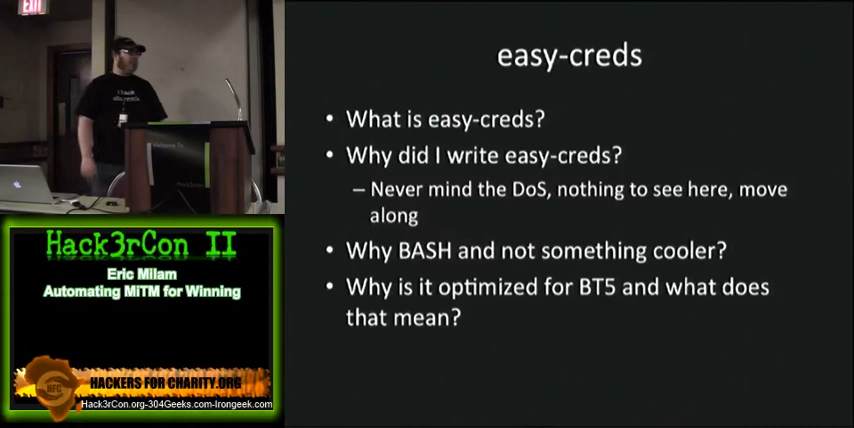 EXIT
easy-creds
• What is easy-creds?
• Why did I write easy-creds?
– Never mind the DoS, nothing to see here, move
along
• Why BASH and not something cooler?
• Why is it optimized for BT5 and what does
that mean?
Welcome To
Hack3rCon II
Eric Milam
Automating MiTM for Winning
HFC
HACKERS FOR CHARITY.ORG
Hack3rCon.org-304Geeks.com-Irongeek.com